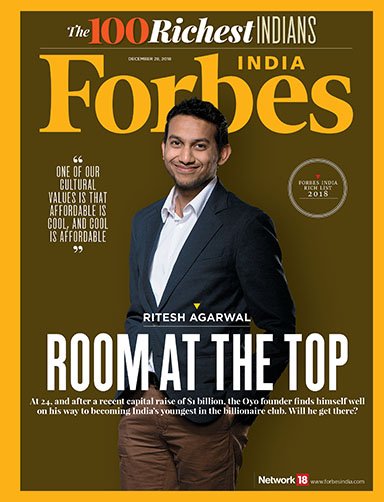 The 100 Richest INDIANS
DECEMBER 28, 2018
INDIA
Forbes
“
ONE OF OUR
CULTURAL
VALUES IS THAT
AFFORDABLE IS
COOL, AND COOL
IS AFFORDABLE
”
FORBES INDIA
RICH LIST
2018
RITESH AGARWAL
ROOM AT THE TOP
At 24, and after a recent capital raise of $1 billion, the Oyo founder finds himself well
on his way to becoming India's youngest in the billionaire club. Will he get there?
Network 18 www.forbesindia.com